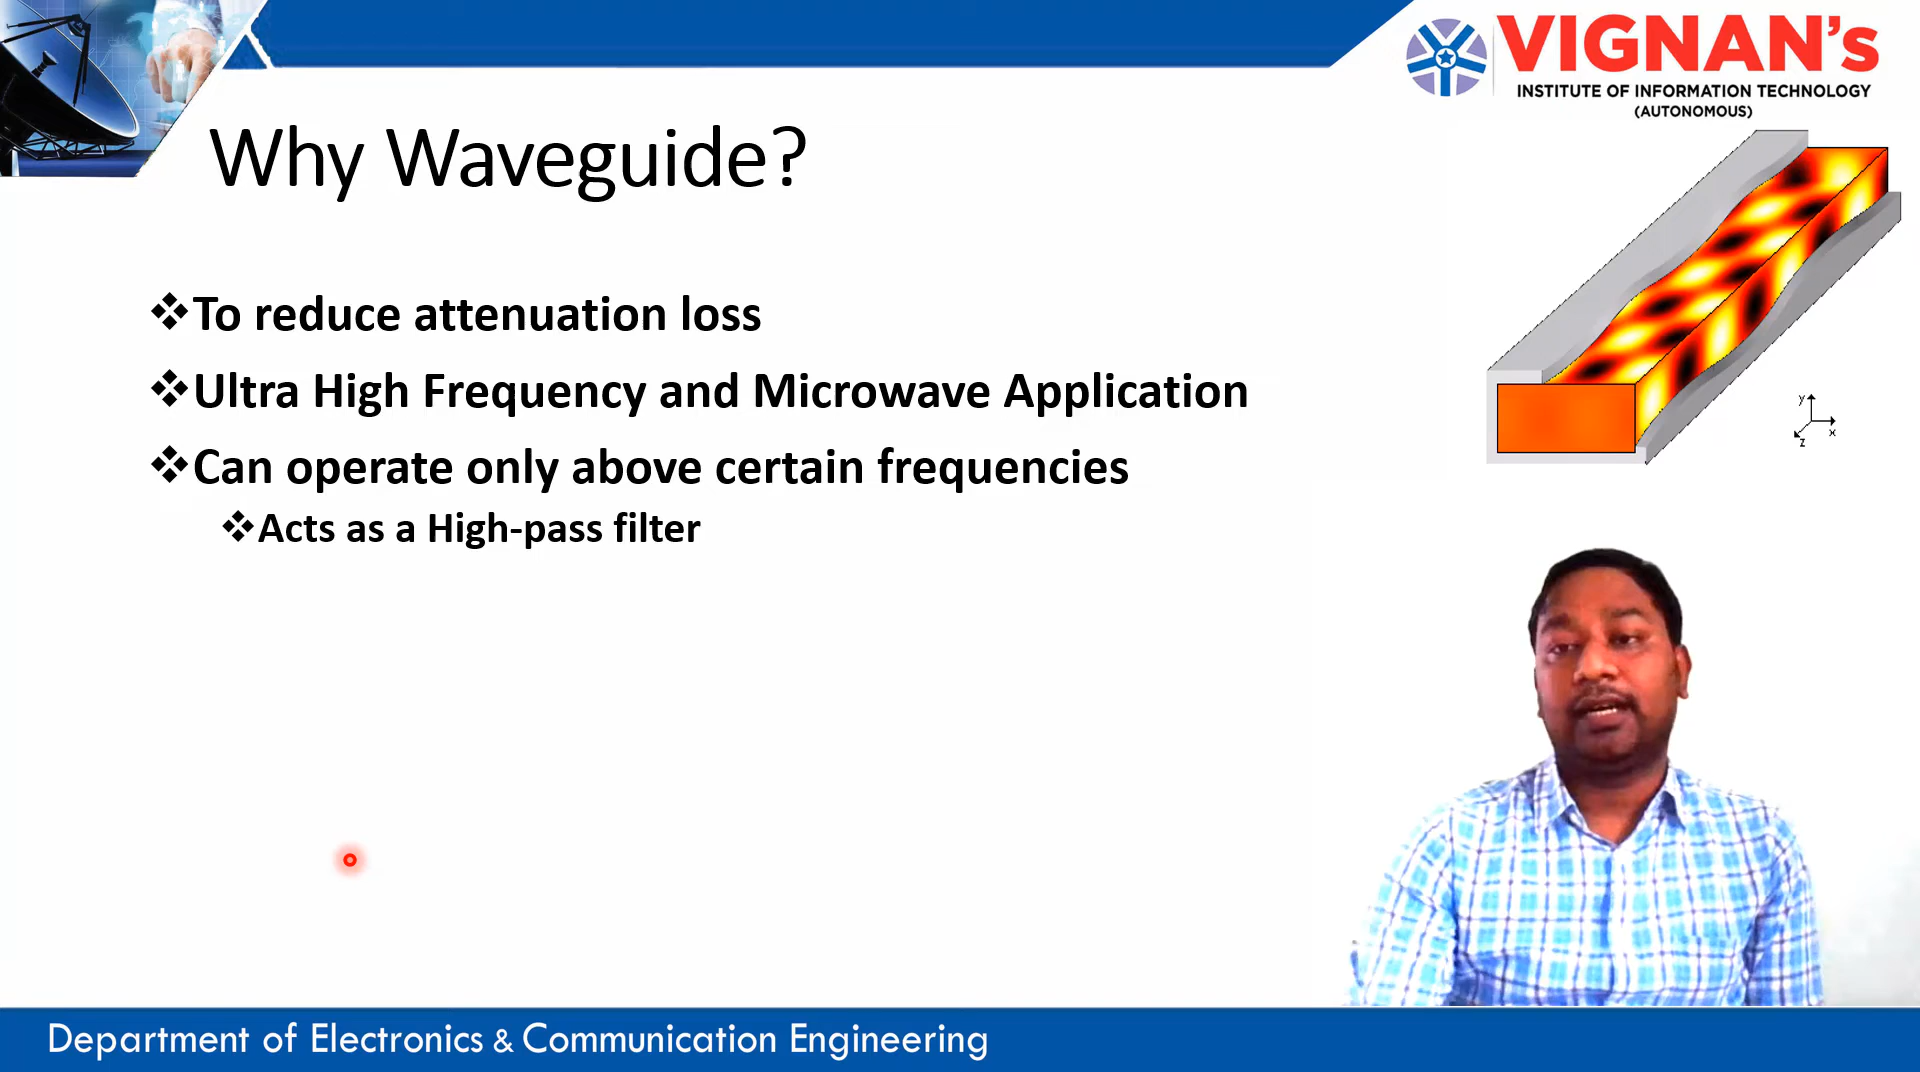 VIGNAN's
INSTITUTE OF INFORMATION TECHNOLOGY
(AUTONOMOUS)
Why Waveguide?
❖To reduce attenuation loss
❖Ultra High Frequency and Microwave Application
❖Can operate only above certain frequencies
❖Acts as a High-pass filter
y
x
z
Department of Electronics & Communication Engineering